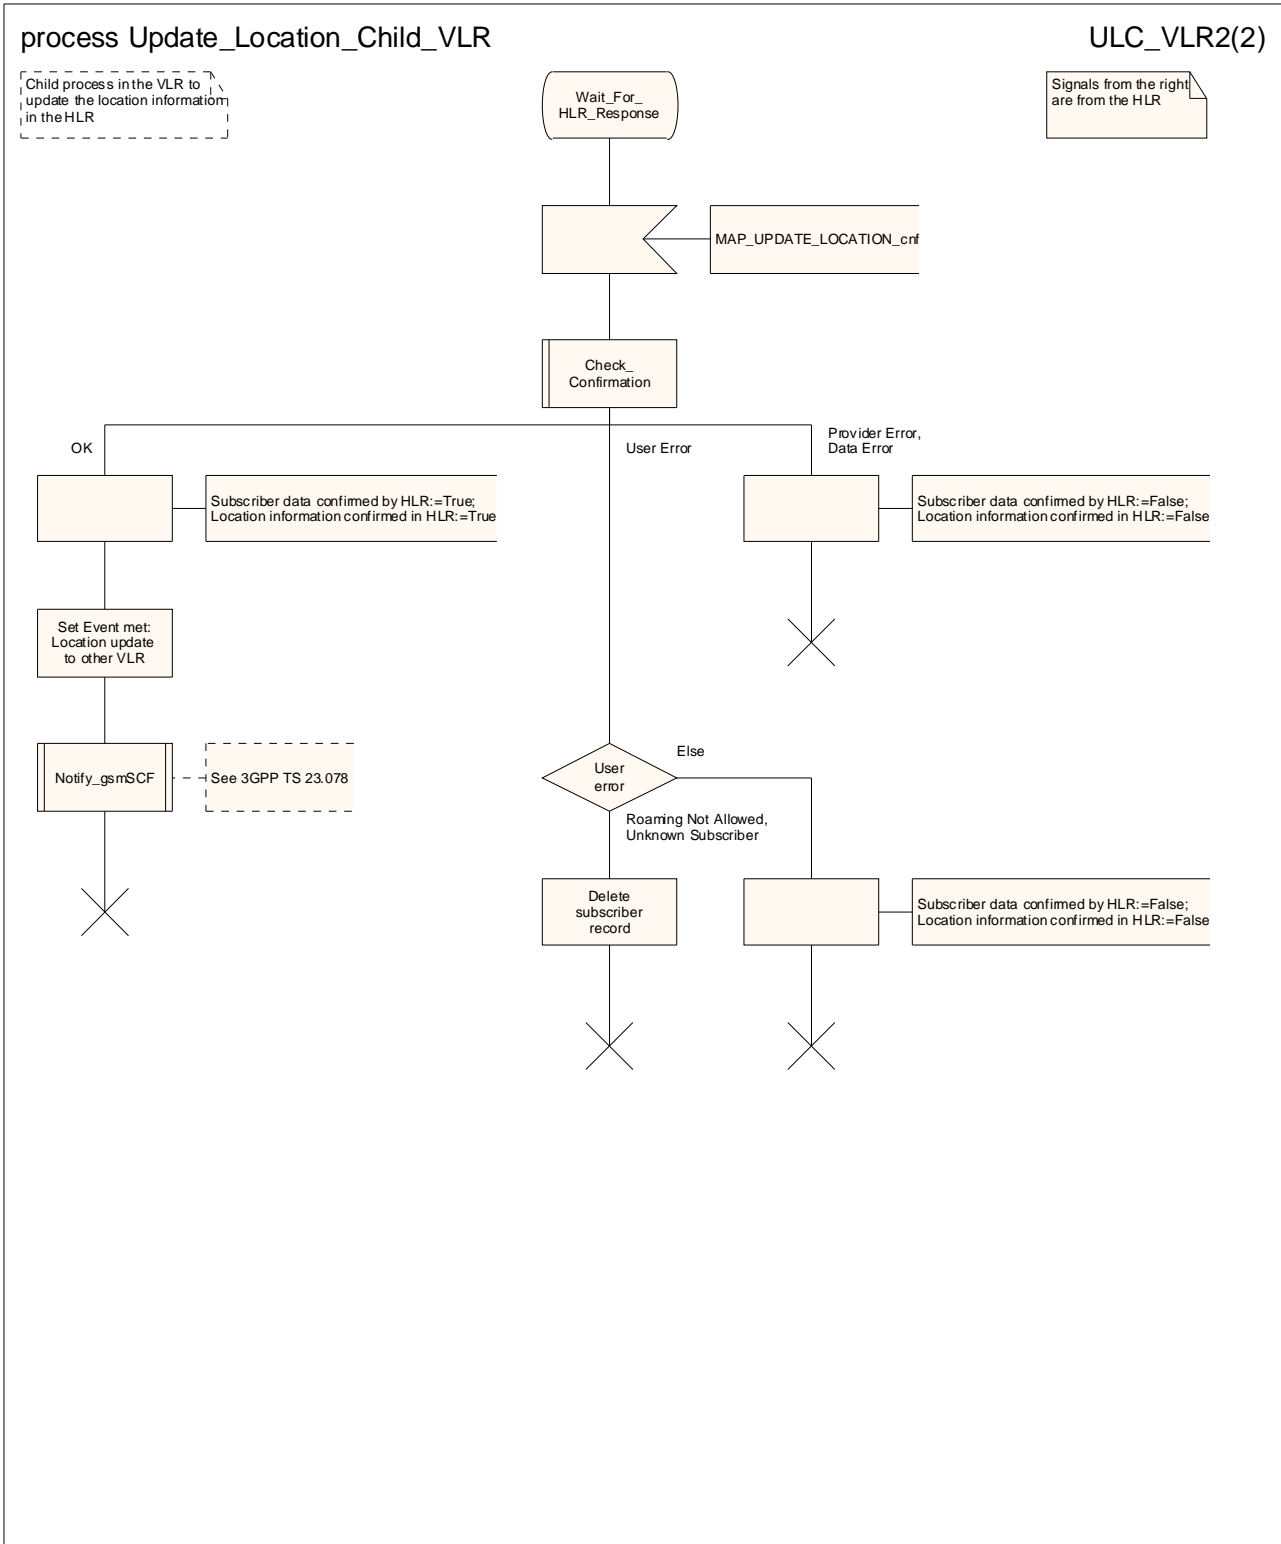 process Update_Location_Child_VLR
ULC_VLR2(2)
Child process in the VLR to
update the location information
in the HLR
Wait_For_
HLR_Response
Signals from the right
are from the HLR
MAP_UPDATE_LOCATION_cnf
Check_
Confirmation
OK
User Error
Provider Error,
Data Error
Subscriber data confirmed by HLR:=True;
Location information confirmed in HLR:=True
Subscriber data confirmed by HLR:=False;
Location information confirmed in HLR:=False
Set Event met:
Location update
to other VLR
Notify_gsmSCF
See 3GPP TS 23.078
User
error
Else
Roaming Not Allowed,
Unknown Subscriber
Delete
subscriber
record
Subscriber data confirmed by HLR:=False;
Location information confirmed in HLR:=False